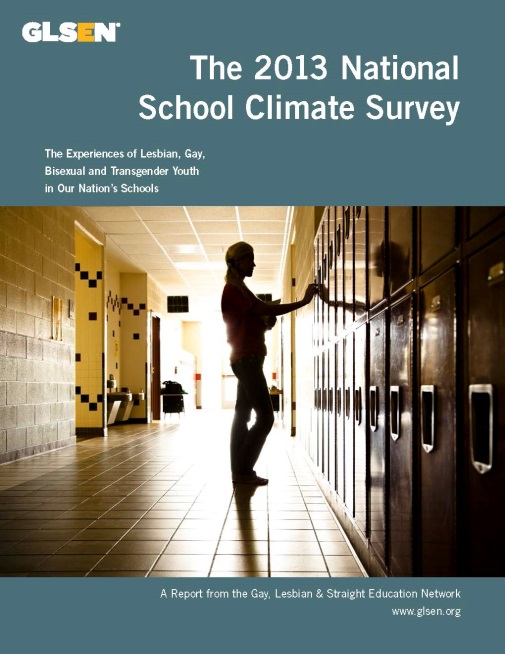 GLSEN®
The 2013 National
School Climate Survey
The Experiences of Lesbian, Gay,
Bisexual and Transgender Youth
in Our Nation's Schools
A Report from the Gay, Lesbian & Straight Education Network
www.glsen.org